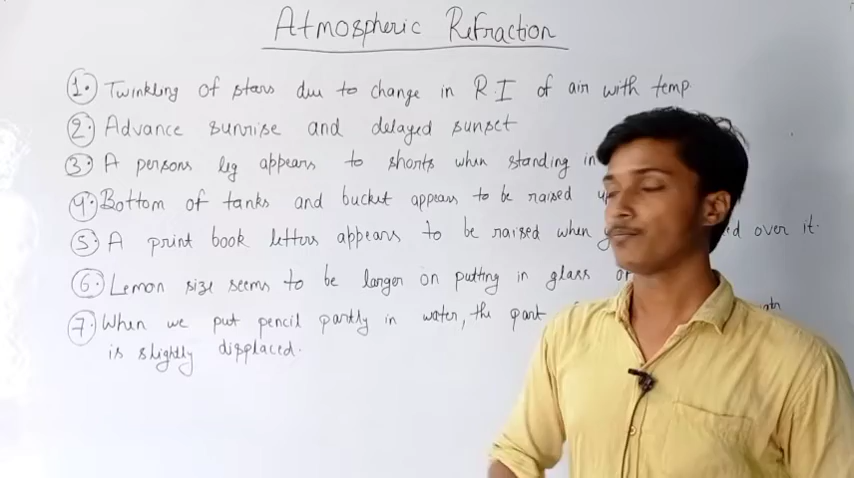 Atmospheric Refraction
1. Twinkling of stars due to change in R.I of air with temp
2. Advance sunrise and delayed sunset
3. A persons leg appears to shorts when standing in
4. Bottom of tanks and bucket appears to be raised
5. A print book letters appears to be raised when over it.
6. Lemon size seems to be larger on putting in glass
7. When we put pencil partly in water, the part
is slightly displaced.